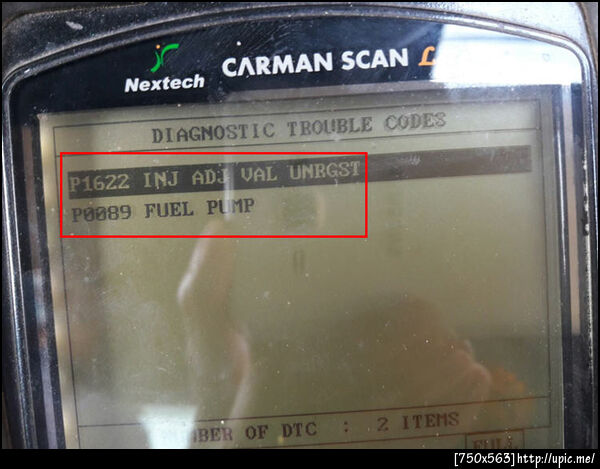 Nextech CARMAN SCAN L
DIAGNOSTIC TROUBLE CODES
P1622 INJ ADJ VAL UNRGST
P0089 FUEL PUMP
OF DTC : 2 ITEMS
FULL
[750x563]http://upic.me/